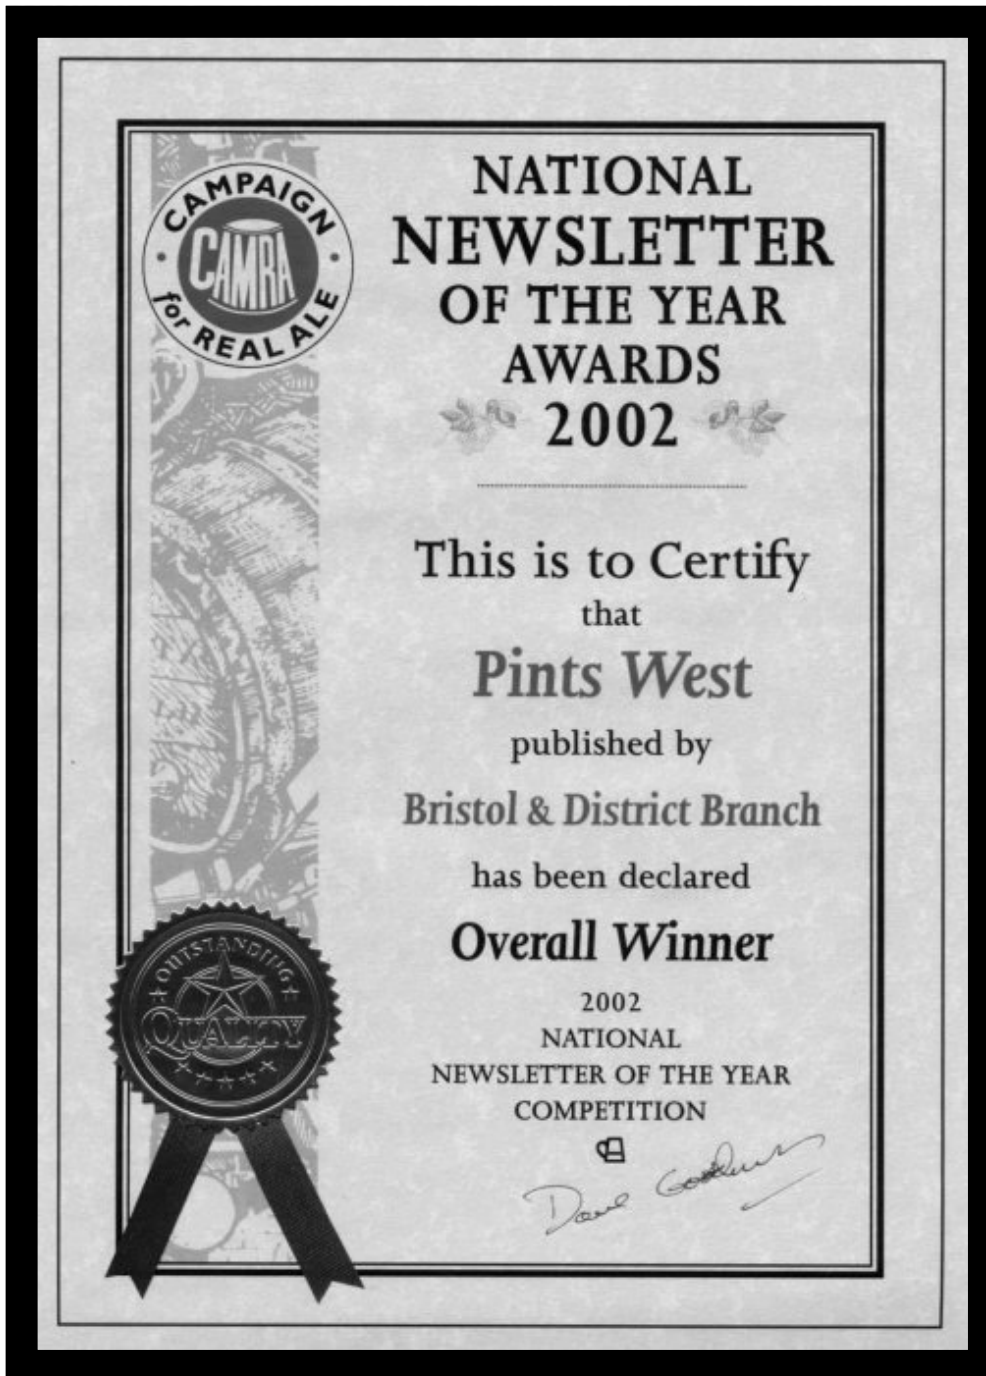 CAMPAIGN
CAMRA
for REAL ALE
NATIONAL
NEWSLETTER
OF THE YEAR
AWARDS
2002
This is to Certify
that
Pints West
published by
Bristol & District Branch
has been declared
Overall Winner
2002
NATIONAL
NEWSLETTER OF THE YEAR
COMPETITION
OUTSTANDING
QUALITY
Dave Goodwin